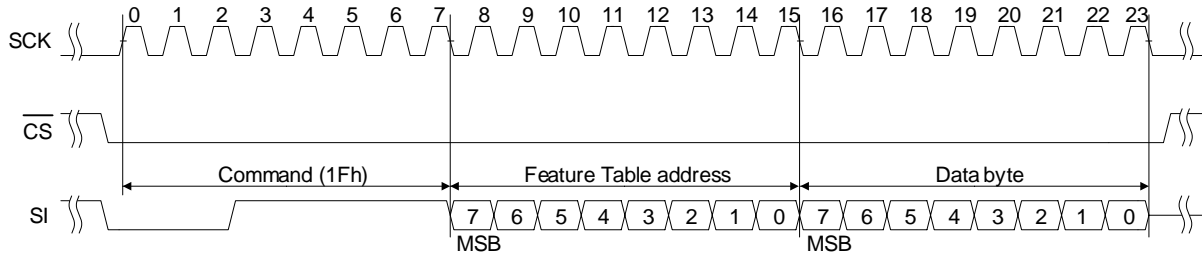 0 1 2 3 4 5 6 7 8 9 10 11 12 13 14 15 16 17 18 19 20 21 22 23
SCK
CS
Command (1Fh) Feature Table address Data byte
SI 7 6 5 4 3 2 1 0 7 6 5 4 3 2 1 0
MSB MSB